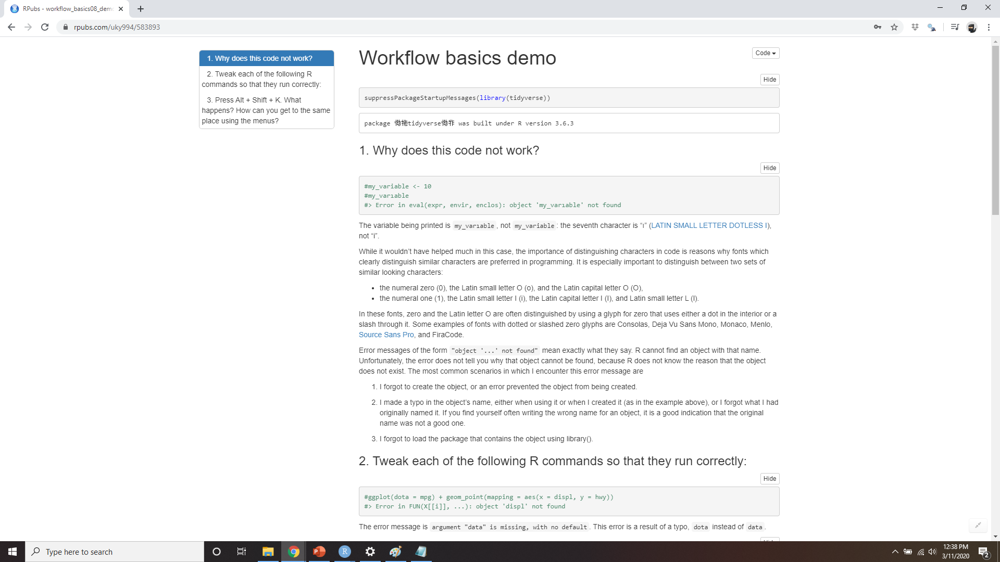 RPubs - workflow_basics08_dem
rpubs.com/uky994/583893
1. Why does this code not work?
2. Tweak each of the following R
commands so that they run correctly:
3. Press Alt + Shift + K. What
happens? How can you get to the same
place using the menus?
Workflow basics demo
Code
Hide
suppressPackageStartupMessages(library(tidyverse))
package 恸拖tidyverse恸炸 was built under R version 3.6.3
1. Why does this code not work?
Hide
#my_variable <- 10
#my_varıable
#> Error in eval(expr, envir, enclos): object 'my_varıable' not found
The variable being printed is my_varıable, not my_variable: the seventh character is “ı” (LATIN SMALL LETTER DOTLESS I),
not “i”.
While it wouldn’t have helped much in this case, the importance of distinguishing characters in code is reasons why fonts which
clearly distinguish similar characters are preferred in programming. It is especially important to distinguish between two sets of
similar looking characters:
• the numeral zero (0), the Latin small letter O (o), and the Latin capital letter O (O),
• the numeral one (1), the Latin small letter I (i), the Latin capital letter I (I), and Latin small letter L (l).
In these fonts, zero and the Latin letter O are often distinguished by using a glyph for zero that uses either a dot in the interior or a
slash through it. Some examples of fonts with dotted or slashed zero glyphs are Consolas, Deja Vu Sans Mono, Monaco, Menlo,
Source Sans Pro, and FiraCode.
Error messages of the form "object '...' not found" mean exactly what they say. R cannot find an object with that name.
Unfortunately, the error does not tell you why that object cannot be found, because R does not know the reason that the object
does not exist. The most common scenarios in which I encounter this error message are
1. I forgot to create the object, or an error prevented the object from being created.
2. I made a typo in the object’s name, either when using it or when I created it (as in the example above), or I forgot what I had
originally named it. If you find yourself often writing the wrong name for an object, it is a good indication that the original
name was not a good one.
3. I forgot to load the package that contains the object using library().
2. Tweak each of the following R commands so that they run correctly:
Hide
#ggplot(dota = mpg) + geom_point(mapping = aes(x = displ, y = hwy))
#> Error in FUN(X[[i]], ...): object 'displ' not found
The error message is argument "data" is missing, with no default. This error is a result of a typo, dota instead of data.
Type here to search
12:38 PM
3/11/2020
2